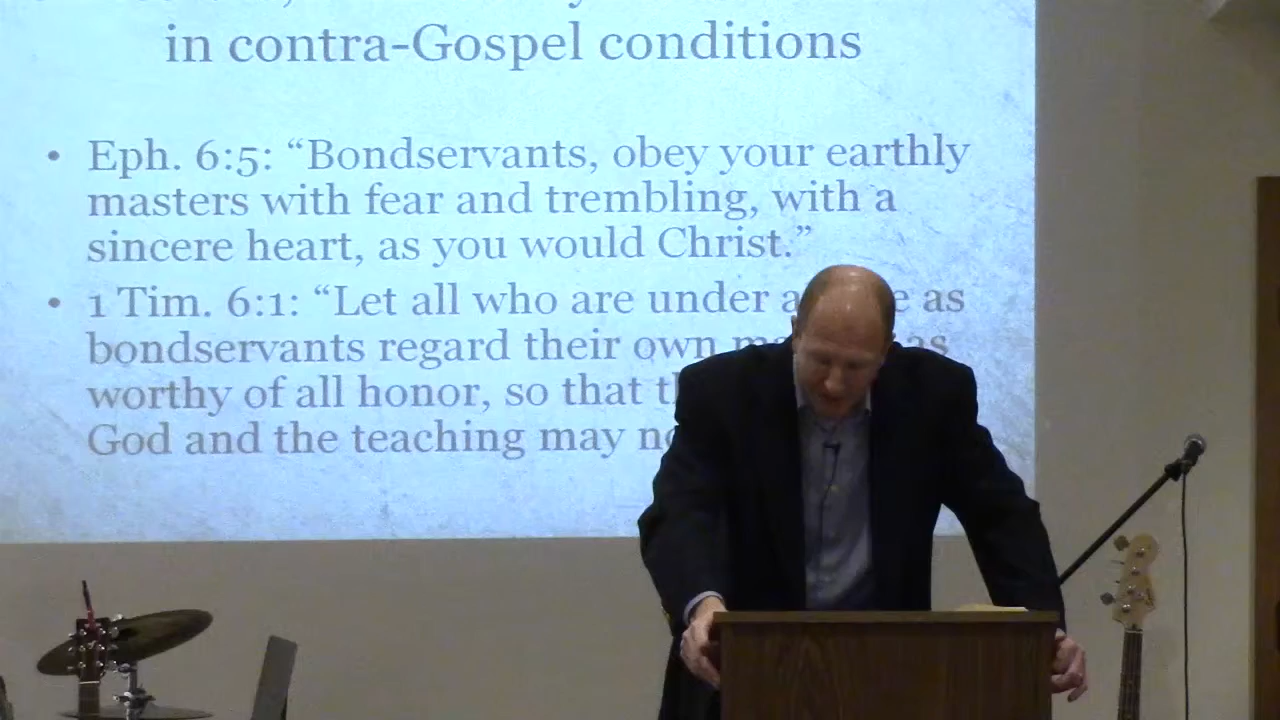 in contra-Gospel conditions
• Eph. 6:5: “Bondservants, obey your earthly
masters with fear and trembling, with a
sincere heart, as you would Christ.”
• 1 Tim. 6:1: “Let all who are under a as
bondservants regard their own as
worthy of all honor, so that
God and the teaching may